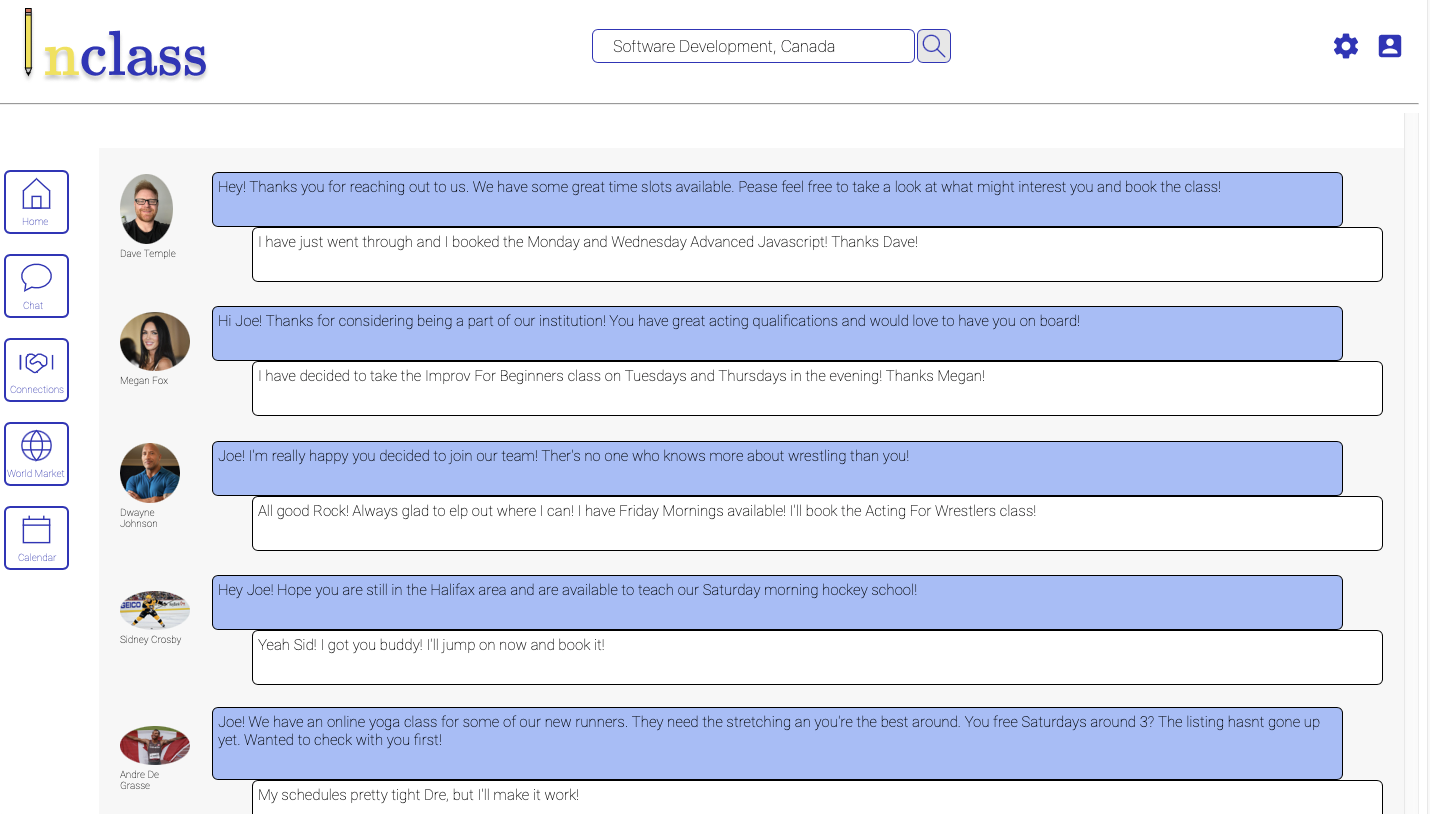 Inclass
Software Development, Canada
Home
Chat
Connections
World Market
Calendar
Hey! Thanks you for reaching out to us. We have some great time slots available. Pease feel free to take a look at what might interest you and book the class!
Dave Temple
I have just went through and I booked the Monday and Wednesday Advanced Javascript! Thanks Dave!
Hi Joe! Thanks for considering being a part of our institution! You have great acting qualifications and would love to have you on board!
Megan Fox
I have decided to take the Improv For Beginners class on Tuesdays and Thursdays in the evening! Thanks Megan!
Joe! I'm really happy you decided to join our team! Ther's no one who knows more about wrestling than you!
Dwayne
Johnson
All good Rock! Always glad to elp out where I can! I have Friday Mornings available! I'll book the Acting For Wrestlers class!
Hey Joe! Hope you are still in the Halifax area and are available to teach our Saturday morning hockey school!
GEICO
Sidney Crosby
Yeah Sid! I got you buddy! I'll jump on now and book it!
Joe! We have an online yoga class for some of our new runners. They need the stretching an you're the best around. You free Saturdays around 3? The listing hasnt gone up
yet. Wanted to check with you first!
Andre De
Grasse
My schedules pretty tight Dre, but I'll make it work!